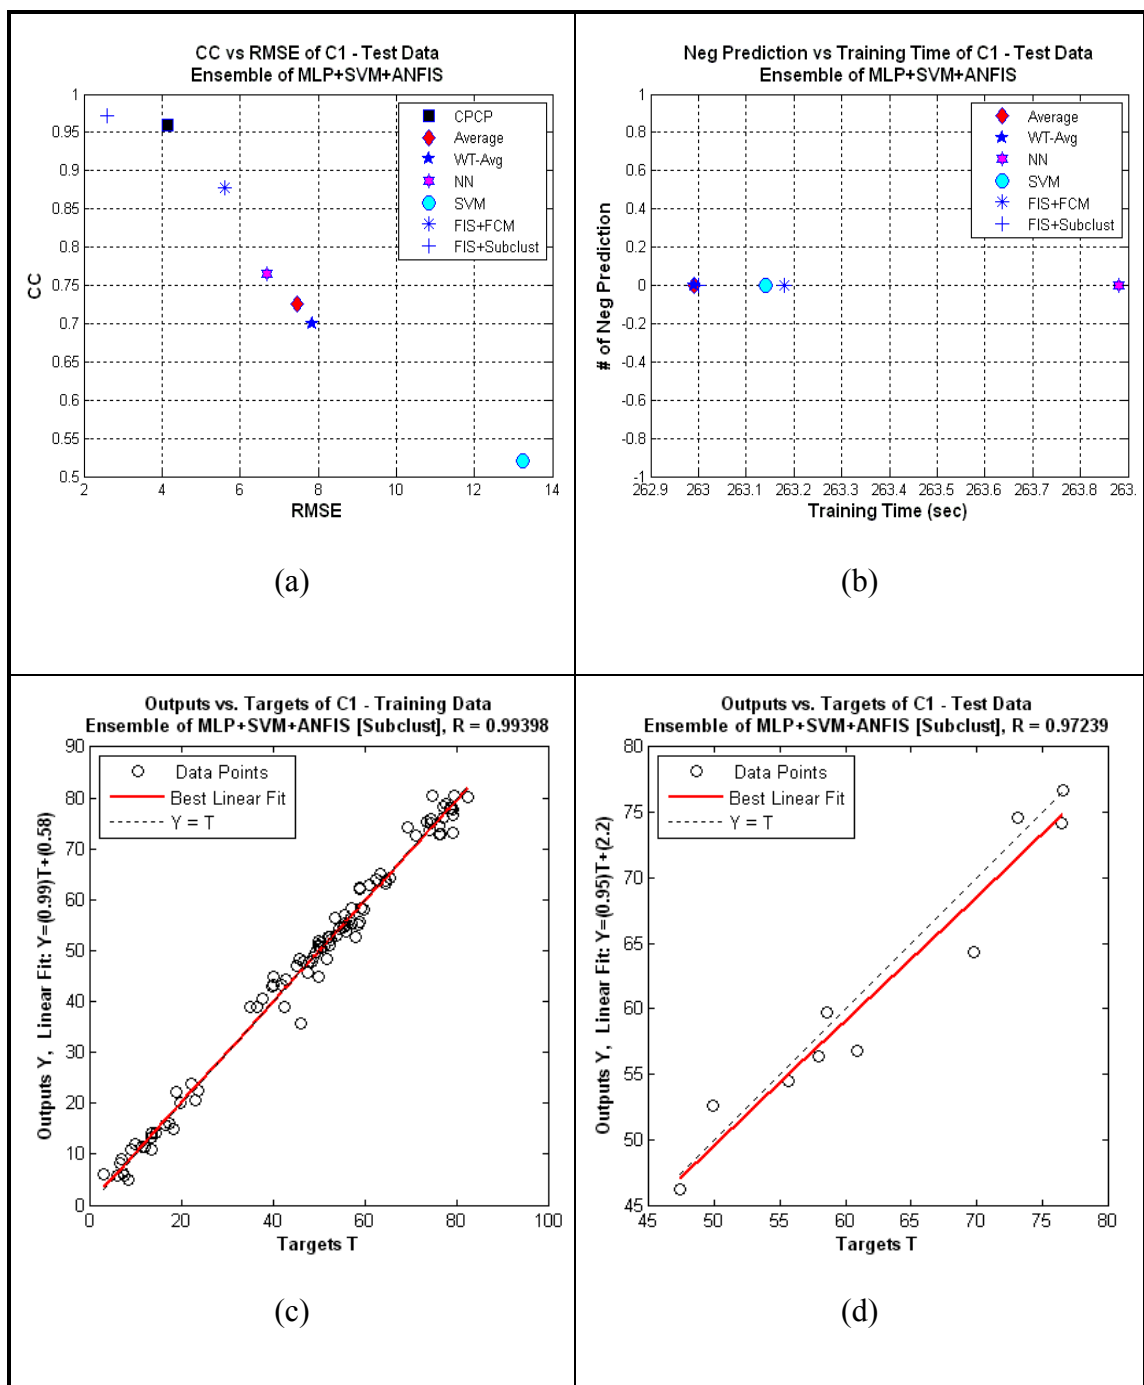 CC vs RMSE of C1 - Test Data
Ensemble of MLP+SVM+ANFIS
1
0.95
0.9
0.85
0.8
0.75
0.7
0.65
0.6
0.55
0.5
CC
CPCP
Average
WT-Avg
NN
SVM
FIS+FCM
FIS+Subclust
2 4 6 8 10 12 14
RMSE
(a)
Neg Prediction vs Training Time of C1 - Test Data
Ensemble of MLP+SVM+ANFIS
1
0.8
0.6
0.4
0.2
0
-0.2
-0.4
-0.6
-0.8
-1
# of Neg Prediction
Average
WT-Avg
NN
SVM
FIS+FCM
FIS+Subclust
262.9 263 263.1 263.2 263.3 263.4 263.5 263.6 263.7 263.8 263.
Training Time (sec)
(b)
Outputs vs. Targets of C1 - Training Data
Ensemble of MLP+SVM+ANFIS [Subclust], R = 0.99398
90
80
70
60
50
40
30
20
10
0
Outputs Y, Linear Fit: Y=(0.99)T+(0.58)
Data Points
Best Linear Fit
Y = T
0 20 40 60 80 100
Targets T
(c)
Outputs vs. Targets of C1 - Test Data
Ensemble of MLP+SVM+ANFIS [Subclust], R = 0.97239
80
75
70
65
60
55
50
45
Outputs Y, Linear Fit: Y=(0.95)T+(2.2)
Data Points
Best Linear Fit
Y = T
45 50 55 60 65 70 75 80
Targets T
(d)